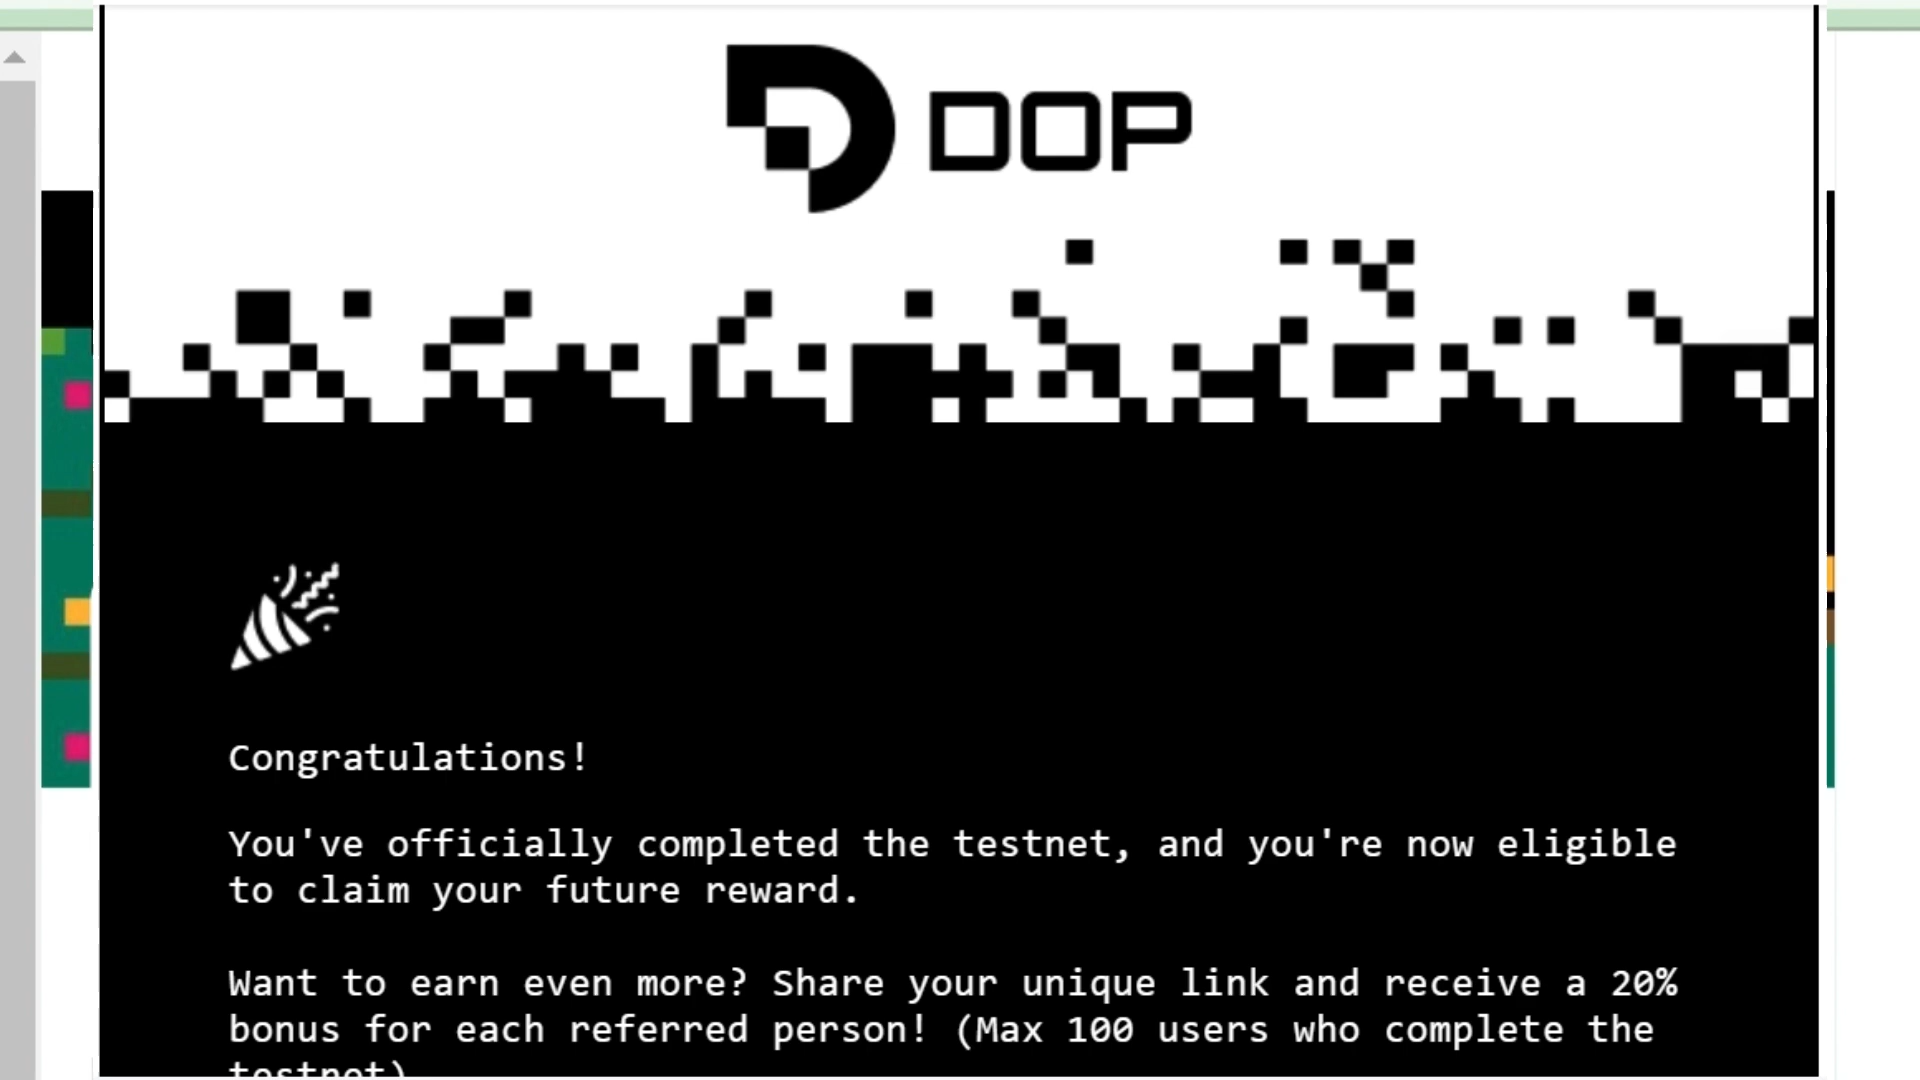 DOP
Congratulations!
You've officially completed the testnet, and you're now eligible
to claim your future reward.
Want to earn even more? Share your unique link and receive a 20%
bonus for each referred person! (Max 100 users who complete the
testnet)